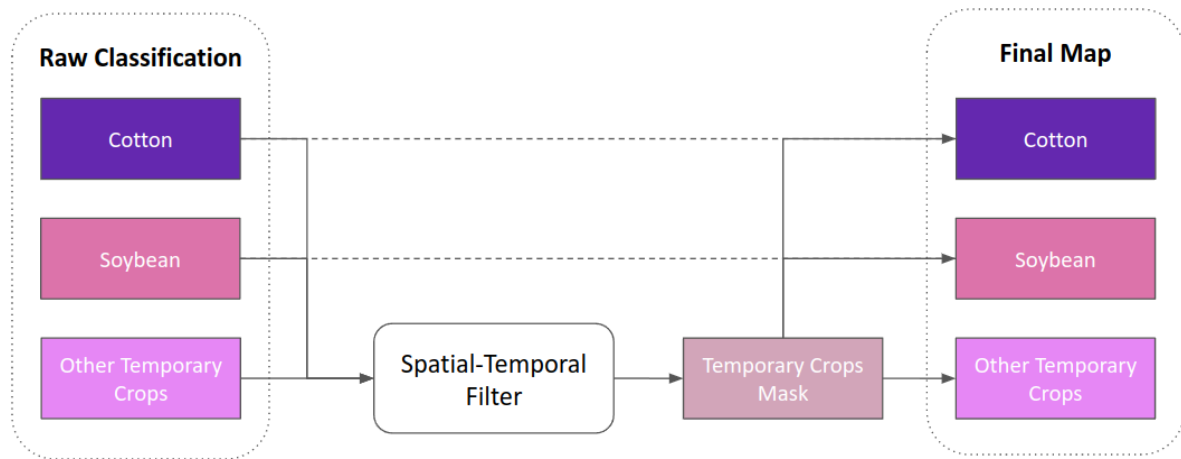 Raw Classification
Cotton
Soybean
Other Temporary
Crops
Spatial-Temporal
Filter
Temporary Crops
Mask
Final Map
Cotton
Soybean
Other Temporary
Crops